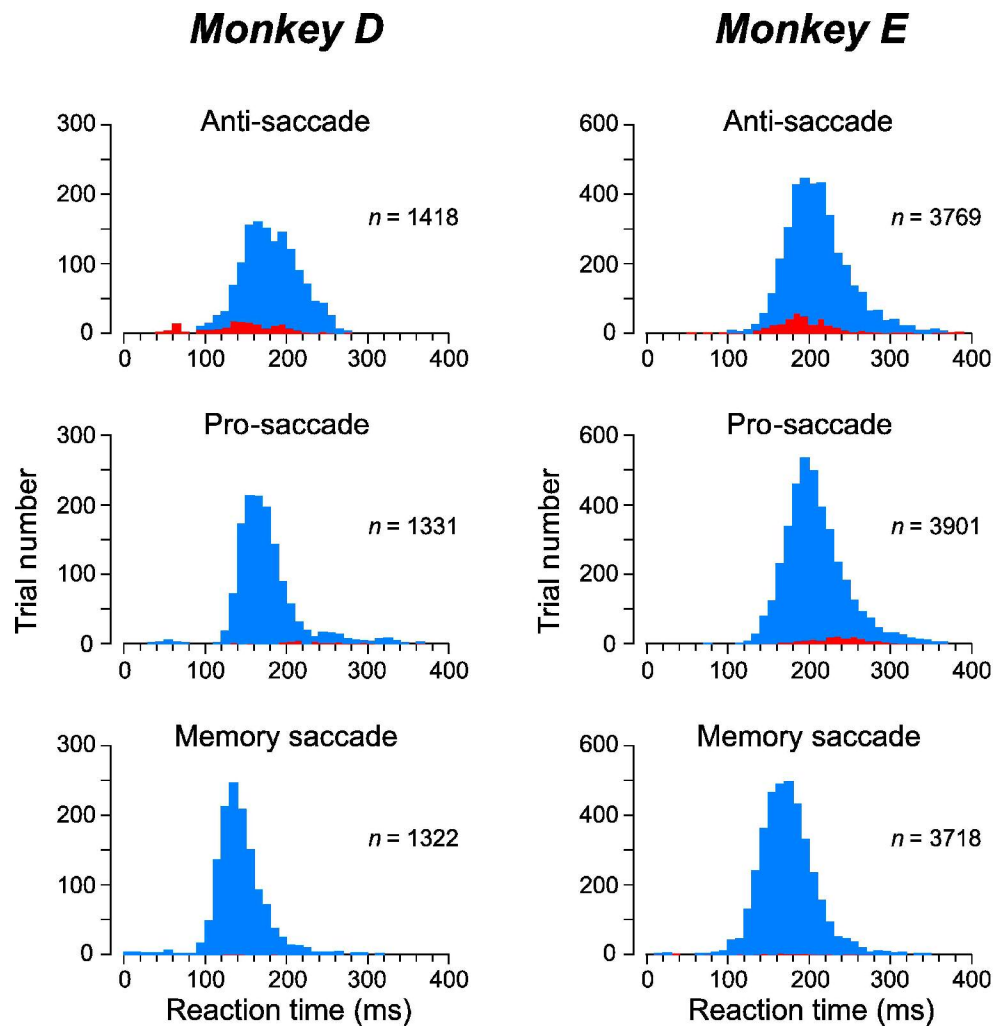 Monkey D
Monkey E
Anti-saccade
300
200
100
0
n = 1418
0 100 200 300 400
Anti-saccade
600
400
200
0
n = 3769
0 100 200 300 400
Pro-saccade
300
200
100
0
Trial number
n = 1331
0 100 200 300 400
Pro-saccade
600
400
200
0
Trial number
n = 3901
0 100 200 300 400
Memory saccade
300
200
100
0
n = 1322
0 100 200 300 400
Reaction time (ms)
Memory saccade
600
400
200
0
n = 3718
0 100 200 300 400
Reaction time (ms)